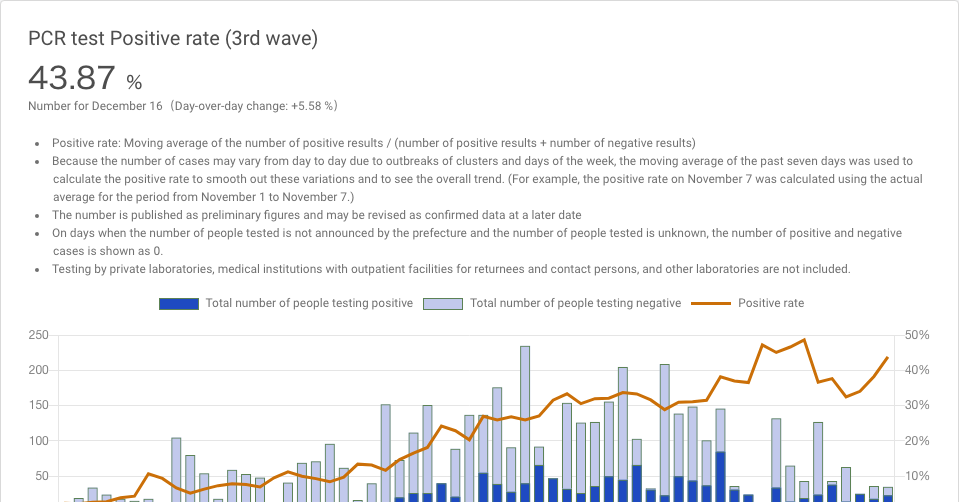 PCR test Positive rate (3rd wave)
43.87 %
Number for December 16（Day-over-day change: +5.58 %）
• Positive rate: Moving average of the number of positive results / (number of positive results + number of negative results)
• Because the number of cases may vary from day to day due to outbreaks of clusters and days of the week, the moving average of the past seven days was used to
calculate the positive rate to smooth out these variations and to see the overall trend. (For example, the positive rate on November 7 was calculated using the actual
average for the period from November 1 to November 7.)
• The number is published as preliminary figures and may be revised as confirmed data at a later date
• On days when the number of people tested is not announced by the prefecture and the number of people tested is unknown, the number of positive and negative
cases is shown as 0.
• Testing by private laboratories, medical institutions with outpatient facilities for returnees and contact persons, and other laboratories are not included.
Total number of people testing positive Total number of people testing negative Positive rate
250 50%
200 40%
150 30%
100 20%
50 10%